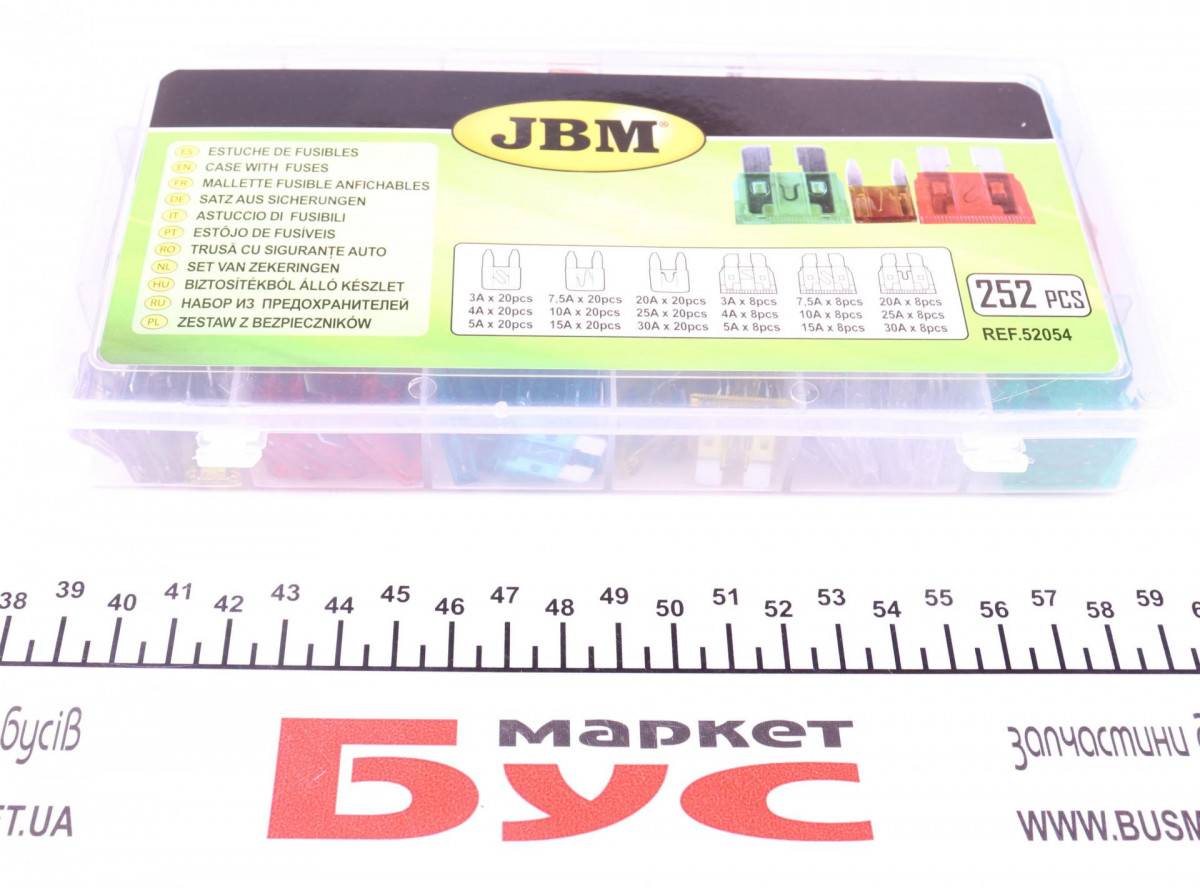 JBM®
ES ESTUCHE DE FUSIBLES
EN CASE WITH FUSES
FR MALLETTE FUSIBLE ANFICHABLES
DE SATZ AUS SICHERUNGEN
IT ASTUCCIO DI FUSIBILI
PT ESTÔJO DE FUSÍVEIS
RO TRUSĂ CU SIGURANTE AUTO
NL SET VAN ZEKERINGEN
HU BIZTOSÍTÉKBÓL ÁLLÓ KÉSZLET
RU НАБОР ИЗ ПРЕДОХРАНИТЕЛЕЙ
PL ZESTAW Z BEZPIECZNIKÓW
3A x 20pcs 7,5A x 20pcs 20A x 20pcs 3A x 8pcs 7,5A x 8pcs 20A x 8pcs
4A x 20pcs 10A x 20pcs 25A x 20pcs 4A x 8pcs 10A x 8pcs 25A x 8pcs
5A x 20pcs 15A x 20pcs 30A x 20pcs 5A x 8pcs 15A x 8pcs 30A x 8pcs
252 PCS
REF.52054
38 39 40 41 42 43 44 45 46 47 48 49 50 51 52 53 54 55 56 57 58 59
бусів
маркет
запчастини
БУС
ET.UA
WWW.BUSM